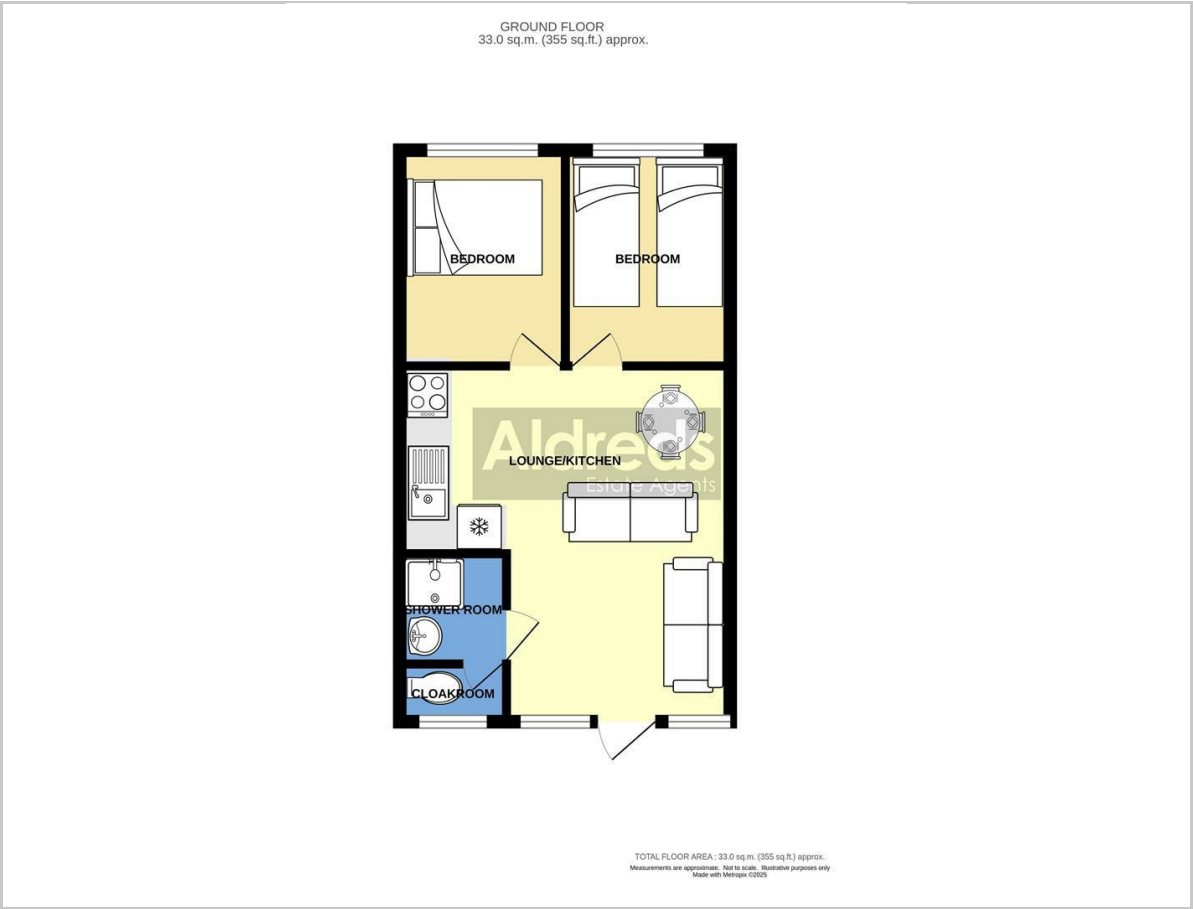 GROUND FLOOR
33.0 sq.m. (355 sq.ft.) approx.
BEDROOM
BEDROOM
Aldreds
LOUNGE/KITCHEN
Estate Agents
SHOWER ROOM
CLOAKROOM
TOTAL FLOOR AREA : 33.0 sq.m. (355 sq.ft.) approx.
Measurements are approximate. Not to scale. Illustrative purposes only
Made with Metropix ©2025